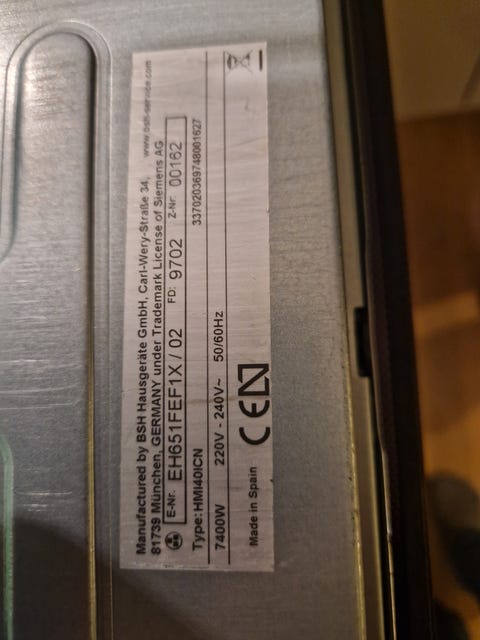 Manufactured by BSH Hausgeräte GmbH, Carl-Wery-Straße 34, www.bsh-service.com
81739 München, GERMANY under Trademark License of Siemens AG
E-Nr. EH651FEF1X / 02 FD: 9702 Z-Nr. 00162
Type:HMI40ICN 337020369748001627
7400W 220V - 240V~ 50/60Hz
Made in Spain CE N